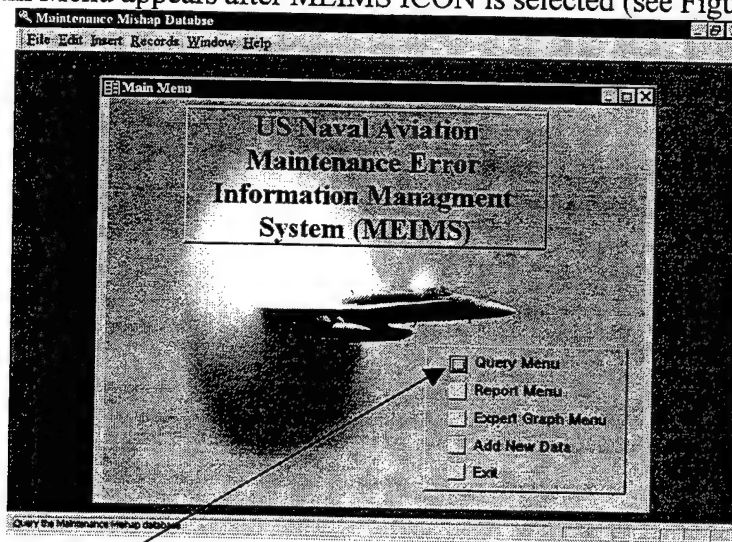 Menu appears after MEIMS ICON is selected (see Figu
Maintenance Mishap Databse
File Edit Insert Records Window Help
Main Menu
US Naval Aviation
Maintenance Error
Information Managment
System (MEIMS)
Query Menu
Report Menu
Expert Graph Menu
Add New Data
Exit
Query the Maintenance Mishap database